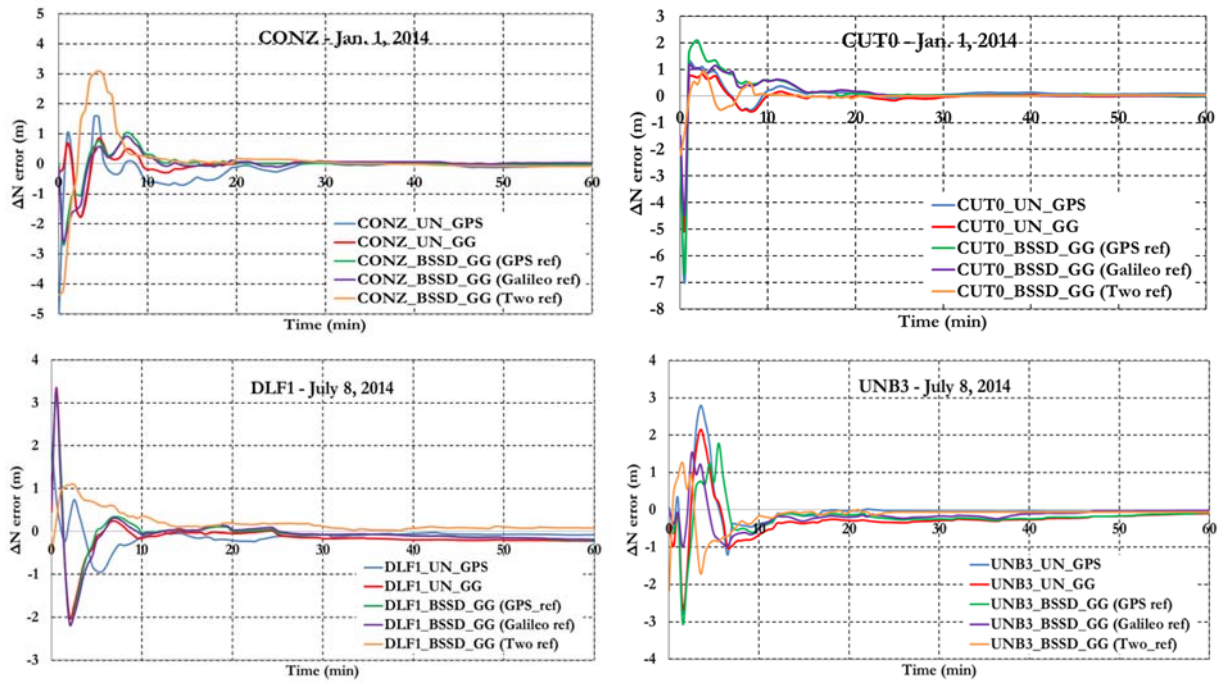 CONZ - Jan. 1, 2014
ΔN error (m)
5
4
3
2
1
0
-1
-2
-3
-4
-5
0
10
20
30
40
50
60
CONZ_UN_GPS
CONZ_UN_GG
CONZ_BSSD_GG (GPS ref)
CONZ_BSSD_GG (Galileo ref)
CONZ_BSSD_GG (Two ref)
Time (min)
CUT0 - Jan. 1, 2014
ΔN error (m)
3
2
1
0
-1
-2
-3
-4
-5
-6
-7
-8
0
10
20
30
40
50
60
CUT0_UN_GPS
CUT0_UN_GG
CUT0_BSSD_GG (GPS ref)
CUT0_BSSD_GG (Galileo ref)
CUT0_BSSD_GG (Two ref)
Time (min)
DLF1 - July 8, 2014
ΔN error (m)
4
3
2
1
0
-1
-2
-3
0
10
20
30
40
50
60
DLF1_UN_GPS
DLF1_UN_GG
DLF1_BSSD_GG (GPS_ref)
DLF1_BSSD_GG (Galileo ref)
DLF1_BSSD_GG (Two ref)
Time (min)
UNB3 - July 8, 2014
ΔN error (m)
4
3
2
1
0
-1
-2
-3
-4
0
10
20
30
40
50
60
UNB3_UN_GPS
UNB3_UN_GG
UNB3_BSSD_GG (GPS ref)
UNB3_BSSD_GG (Galileo ref)
UNB3_BSSD_GG (Two_ref)
Time (min)